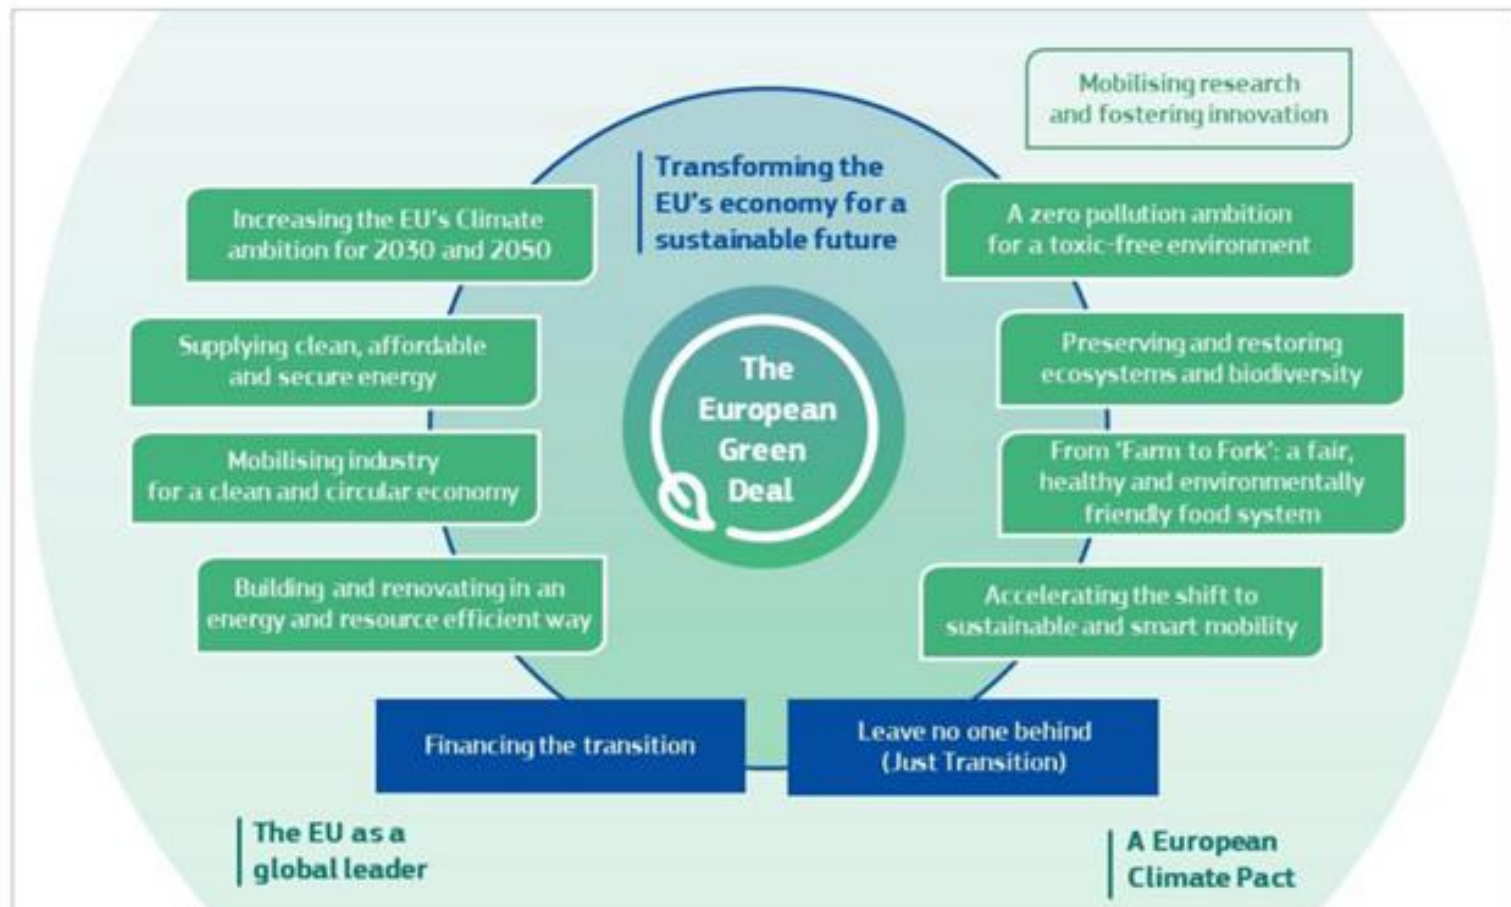 Mobilising research
and fostering innovation
Transforming the
EU's economy for a
sustainable future
Increasing the EU's Climate
ambition for 2030 and 2050
A zero pollution ambition
for a toxic-free environment
Supplying clean, affordable
and secure energy
Preserving and restoring
ecosystems and biodiversity
The
European
Green
Deal
Mobilising industry
for a clean and circular economy
From 'Farm to Fork': a fair,
healthy and environmentally
friendly food system
Building and renovating in an
energy and resource efficient way
Accelerating the shift to
sustainable and smart mobility
Financing the transition
Leave no one behind
(Just Transition)
The EU as a
global leader
A European
Climate Pact